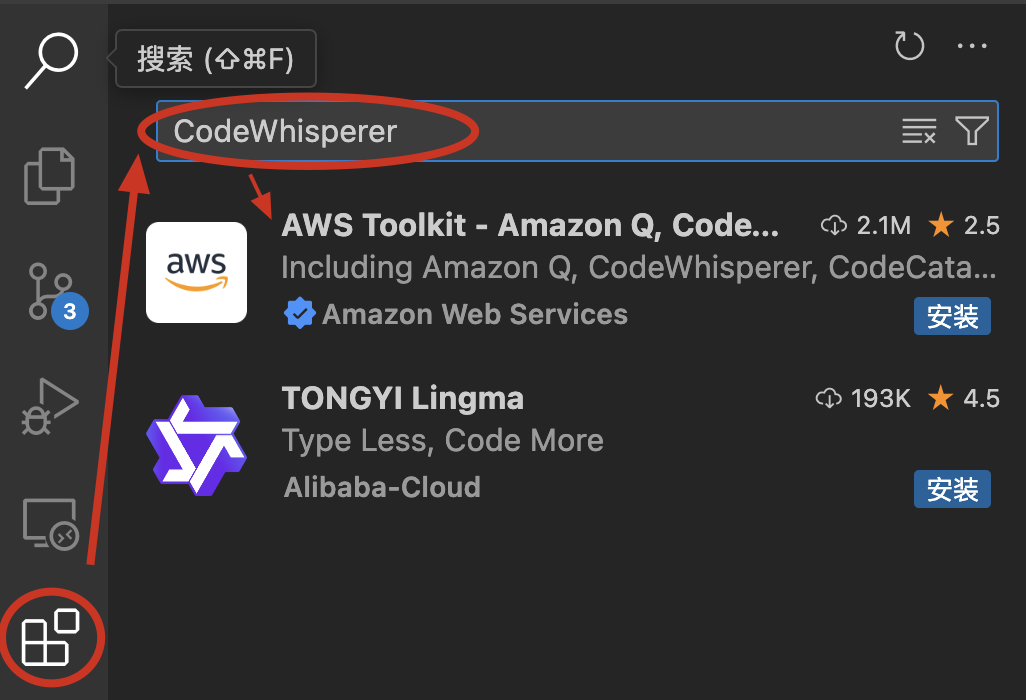 搜索 (⇧⌘F)
CodeWhisperer
aws
AWS Toolkit - Amazon Q, Code... 2.1M 2.5
Including Amazon Q, CodeWhisperer, CodeCata...
Amazon Web Services 安装
3
TONGYI Lingma 193K 4.5
Type Less, Code More
Alibaba-Cloud 安装